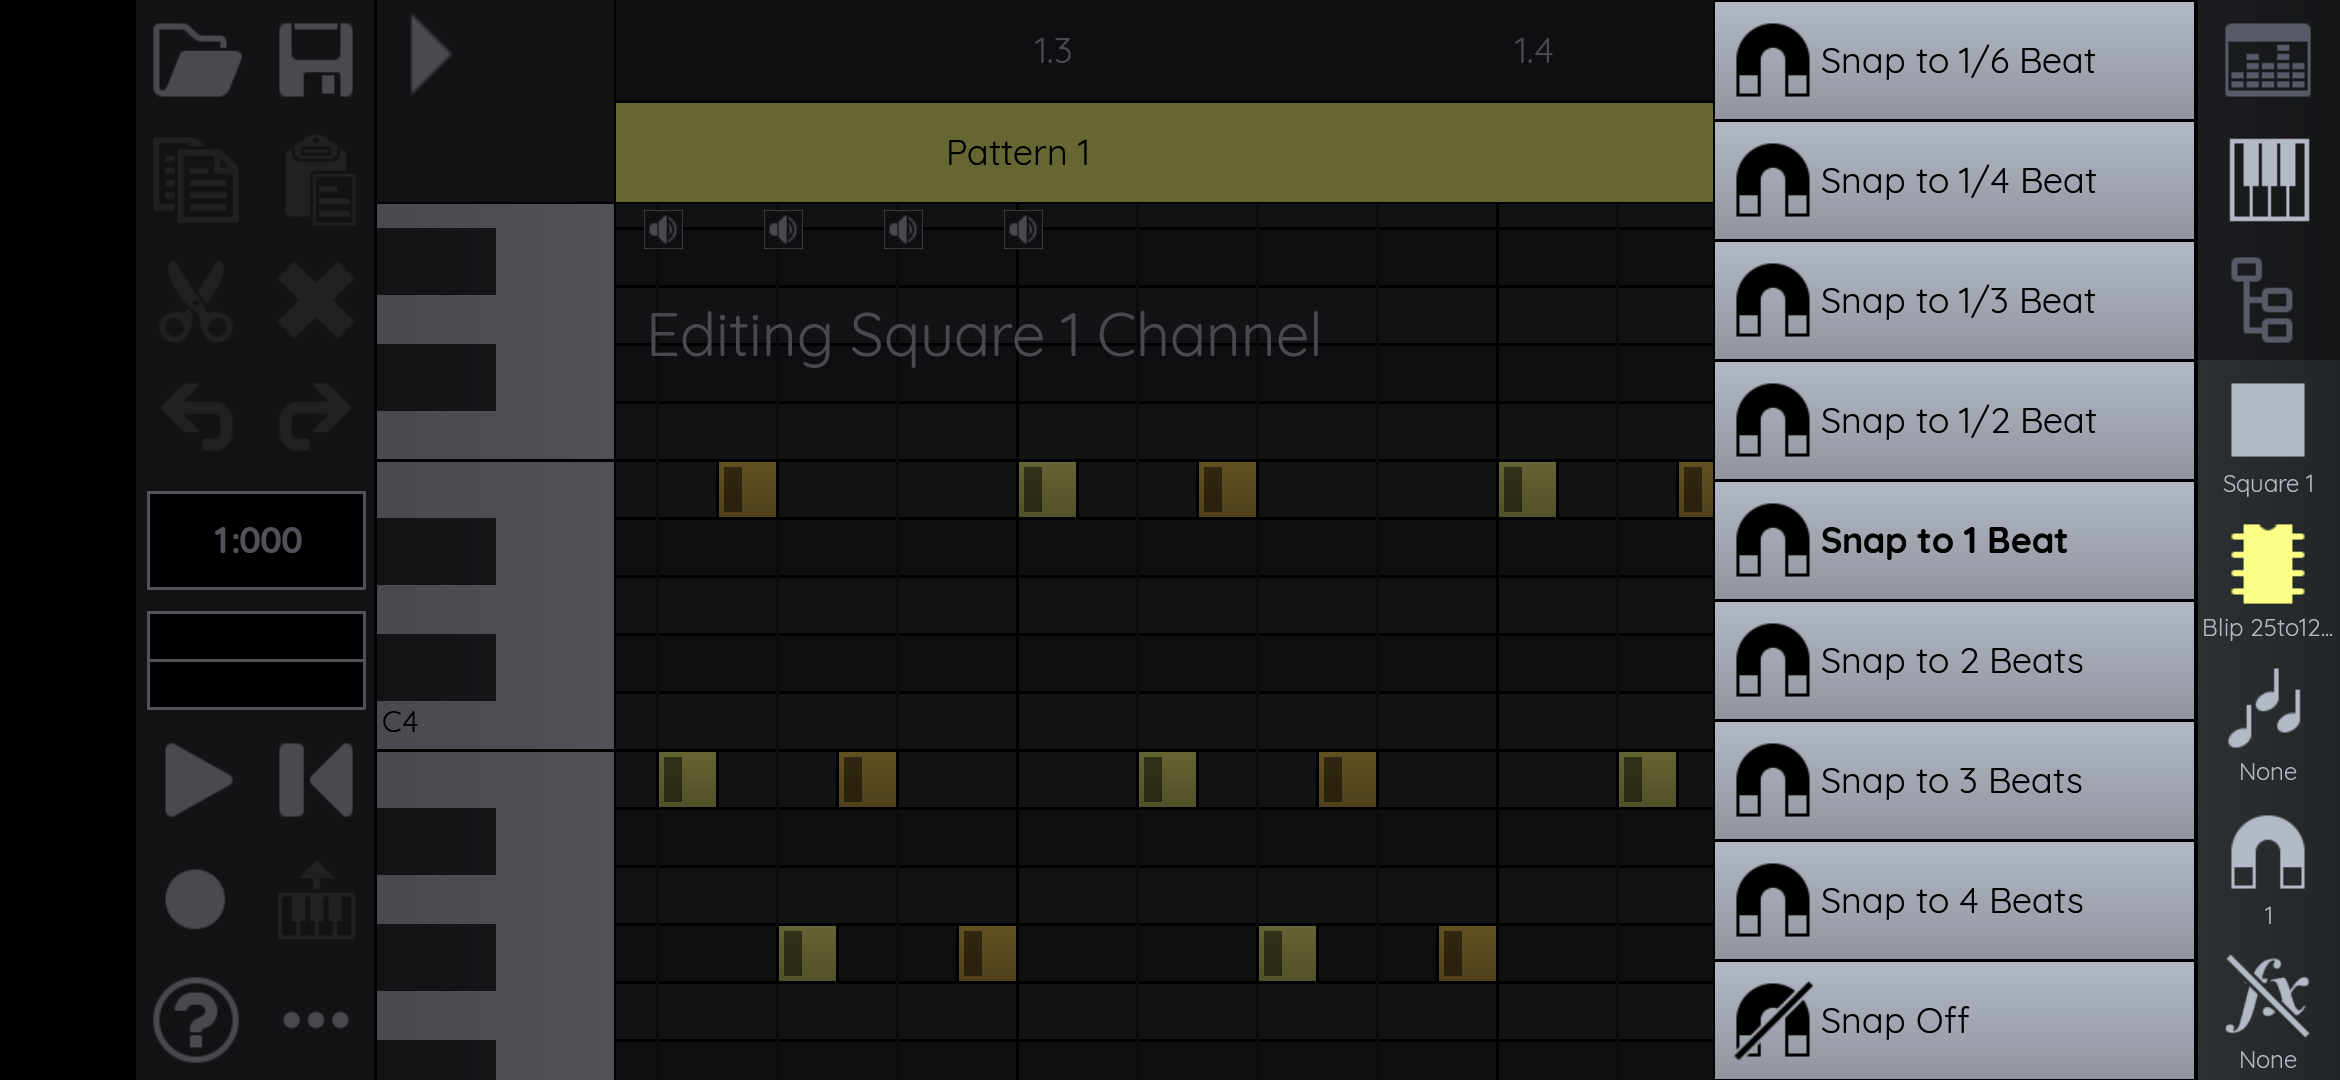 1.3
1.4
Pattern 1
Editing Square 1 Channel
1:000
C4
Snap to 1/6 Beat
Snap to 1/4 Beat
Snap to 1/3 Beat
Snap to 1/2 Beat
Snap to 1 Beat
Snap to 2 Beats
Snap to 3 Beats
Snap to 4 Beats
Snap Off
Square 1
Blip 25to12...
None
1
fx
None